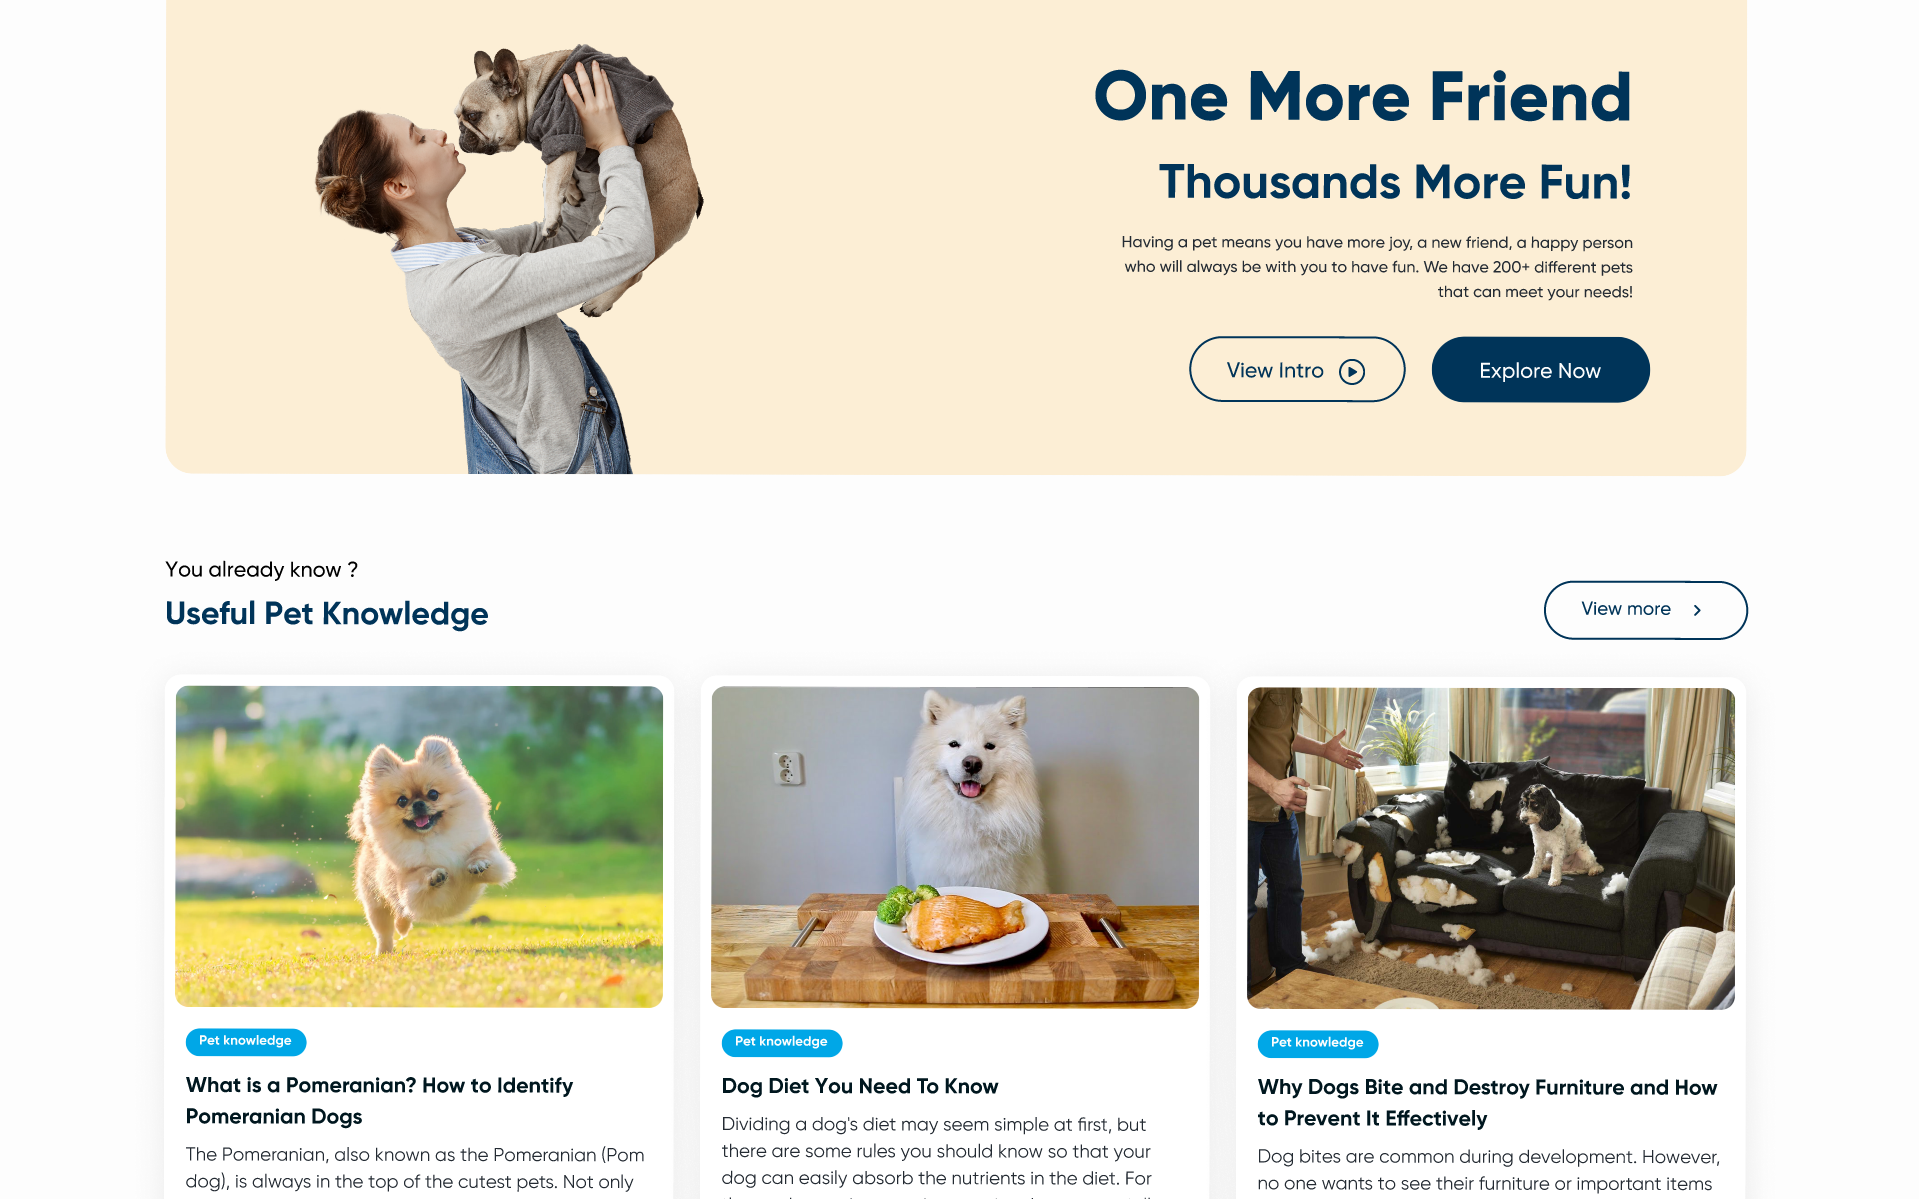 One More Friend
Thousands More Fun!
Having a pet means you have more joy, a new friend, a happy person
who will always be with you to have fun. We have 200+ different pets
that can meet your needs!
View Intro
Explore Now
You already know ?
Useful Pet Knowledge
View more
Pet knowledge
What is a Pomeranian? How to Identify
Pomeranian Dogs
The Pomeranian, also known as the Pomeranian (Pom
dog), is always in the top of the cutest pets. Not only
Pet knowledge
Dog Diet You Need To Know
Dividing a dog's diet may seem simple at first, but
there are some rules you should know so that your
dog can easily absorb the nutrients in the diet. For
Pet knowledge
Why Dogs Bite and Destroy Furniture and How
to Prevent It Effectively
Dog bites are common during development. However,
no one wants to see their furniture or important items